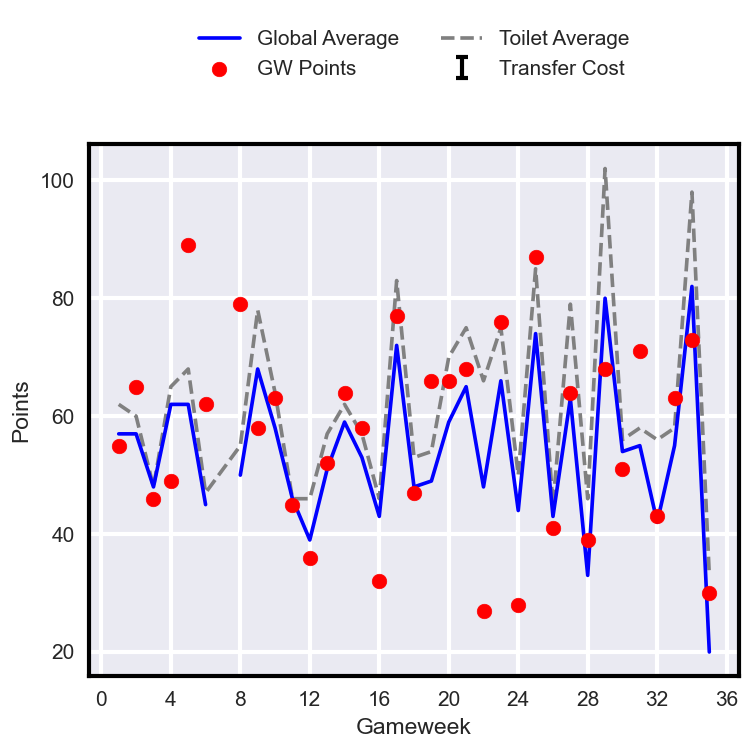 Global Average Toilet Average
GW Points Transfer Cost
100
80
60
40
20
Points
0 4 8 12 16 20 24 28 32 36
Gameweek